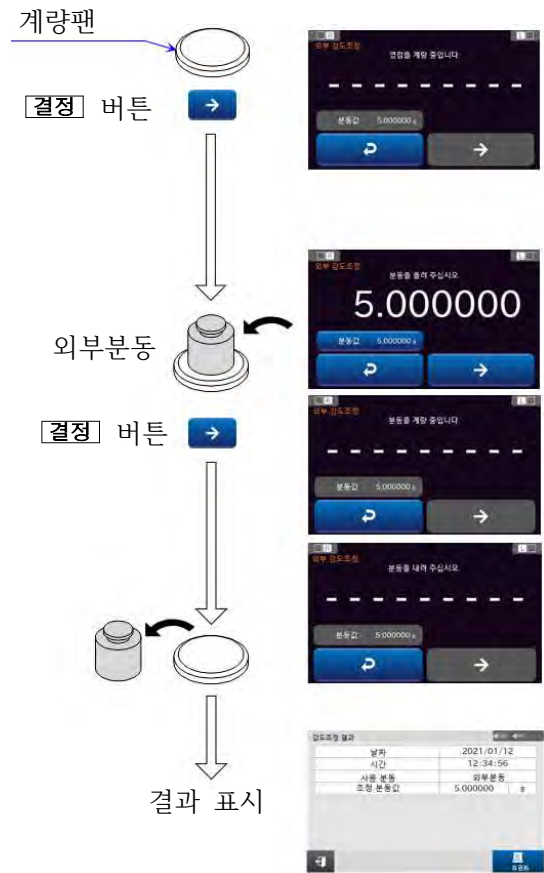 계량팬
결정 버튼
외부 감도조정
영점을 계량 중입니다.
분동값 5.000000 g
외부 감도조정
분동을 올려 주십시오.
5.000000
분동값 5.000000 g
외부분동
결정 버튼
외부 감도조정
분동을 계량 중입니다.
분동값 5.000000 g
외부 감도조정
분동을 내려 주십시오.
분동값 5.000000 g
결과 표시
감도조정 결과
날짜 2021/01/12
시간 12:34:56
사용 분동 외부분동
조정 분동값 5.000000 g